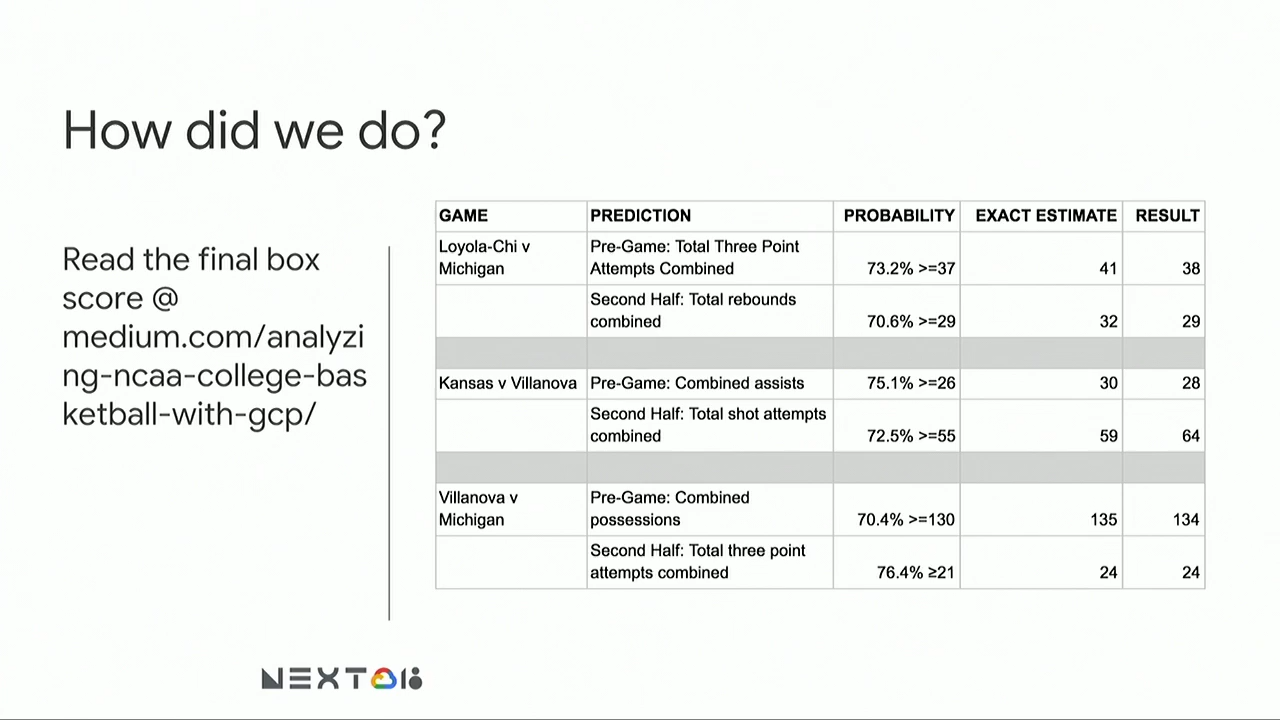 How did we do?
Read the final box
score @
medium.com/analyzi
ng-ncaa-college-bas
ketball-with-gcp/
GAME PREDICTION PROBABILITY EXACT ESTIMATE RESULT
Loyola-Chi v Pre-Game: Total Three Point
Michigan Attempts Combined 73.2% >=37 41 38
Second Half: Total rebounds
combined 70.6% >=29 32 29
Kansas v Villanova Pre-Game: Combined assists 75.1% >=26 30 28
Second Half: Total shot attempts
combined 72.5% >=55 59 64
Villanova v Pre-Game: Combined
Michigan possessions 70.4% >=130 135 134
Second Half: Total three point
attempts combined 76.4% ≥21 24 24
NEXT 18